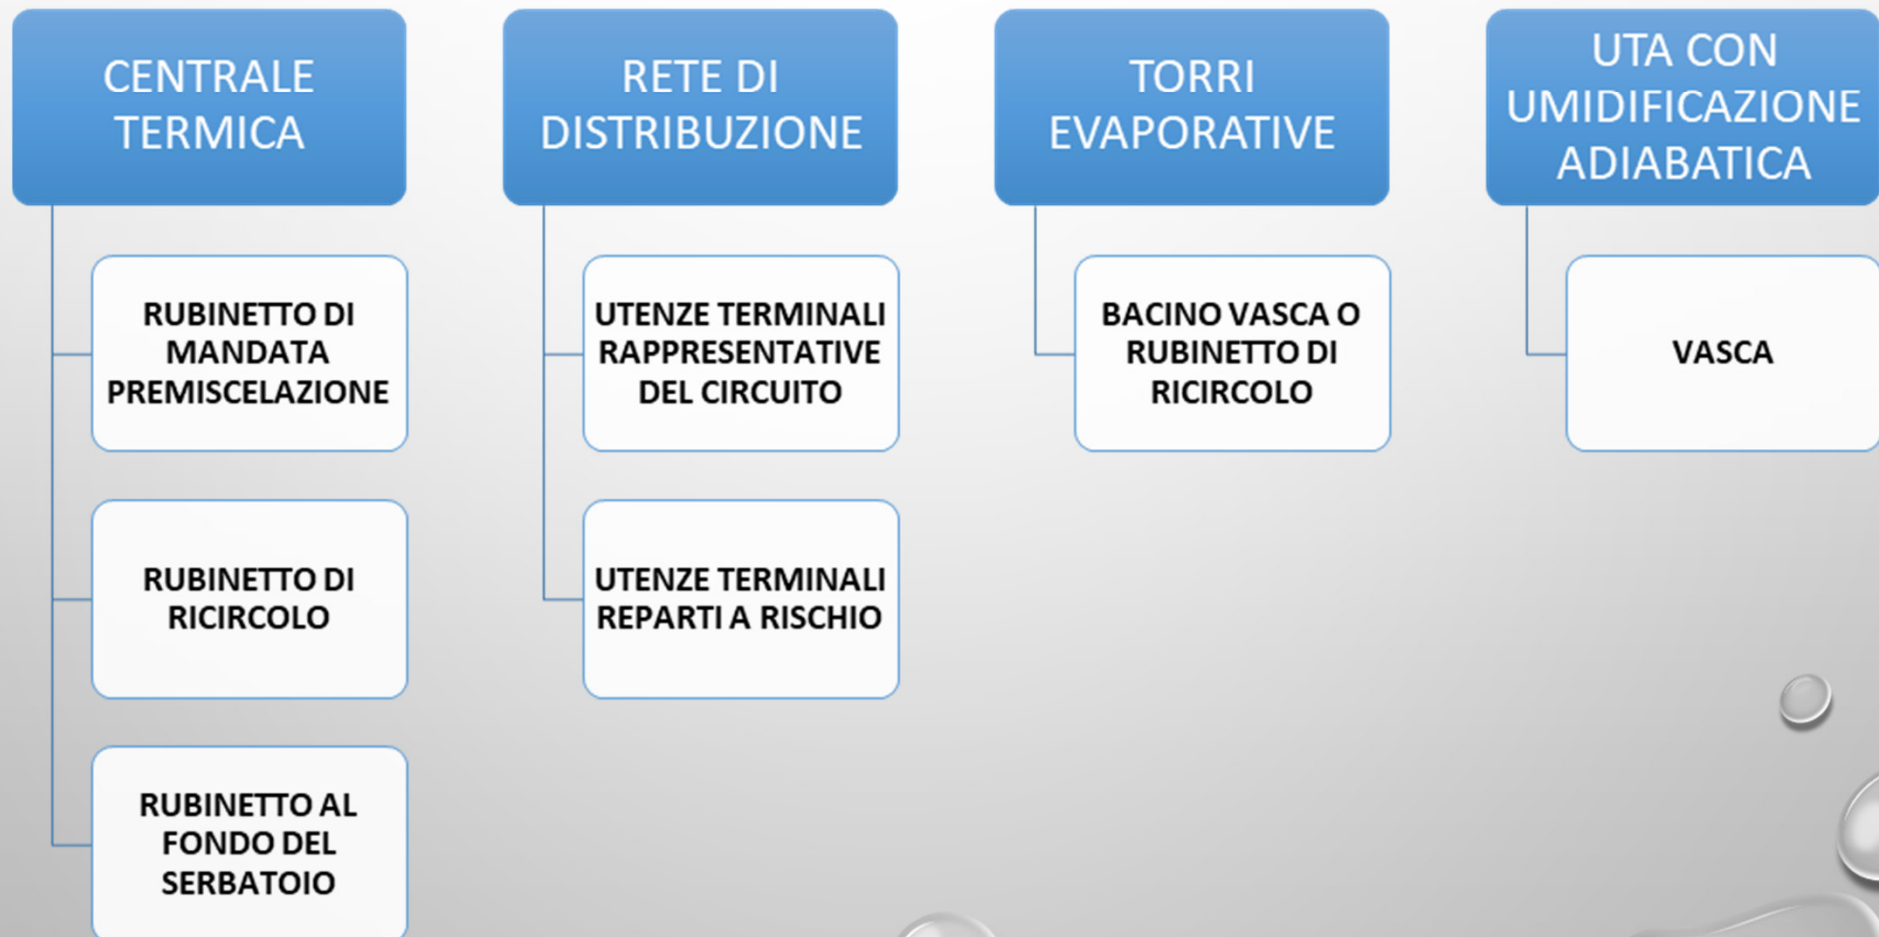 CENTRALE
TERMICA
RUBINETTO DI
MANDATA
PREMISCELAZIONE
RUBINETTO DI
RICIRCOLO
RUBINETTO AL
FONDO DEL
SERBATOIO
RETE DI
DISTRIBUZIONE
UTENZE TERMINALI
RAPPRESENTATIVE
DEL CIRCUITO
UTENZE TERMINALI
REPARTI A RISCHIO
TORRI
EVAPORATIVE
BACINO VASCA O
RUBINETTO DI
RICIRCOLO
UTA CON
UMIDIFICAZIONE
ADIABATICA
VASCA